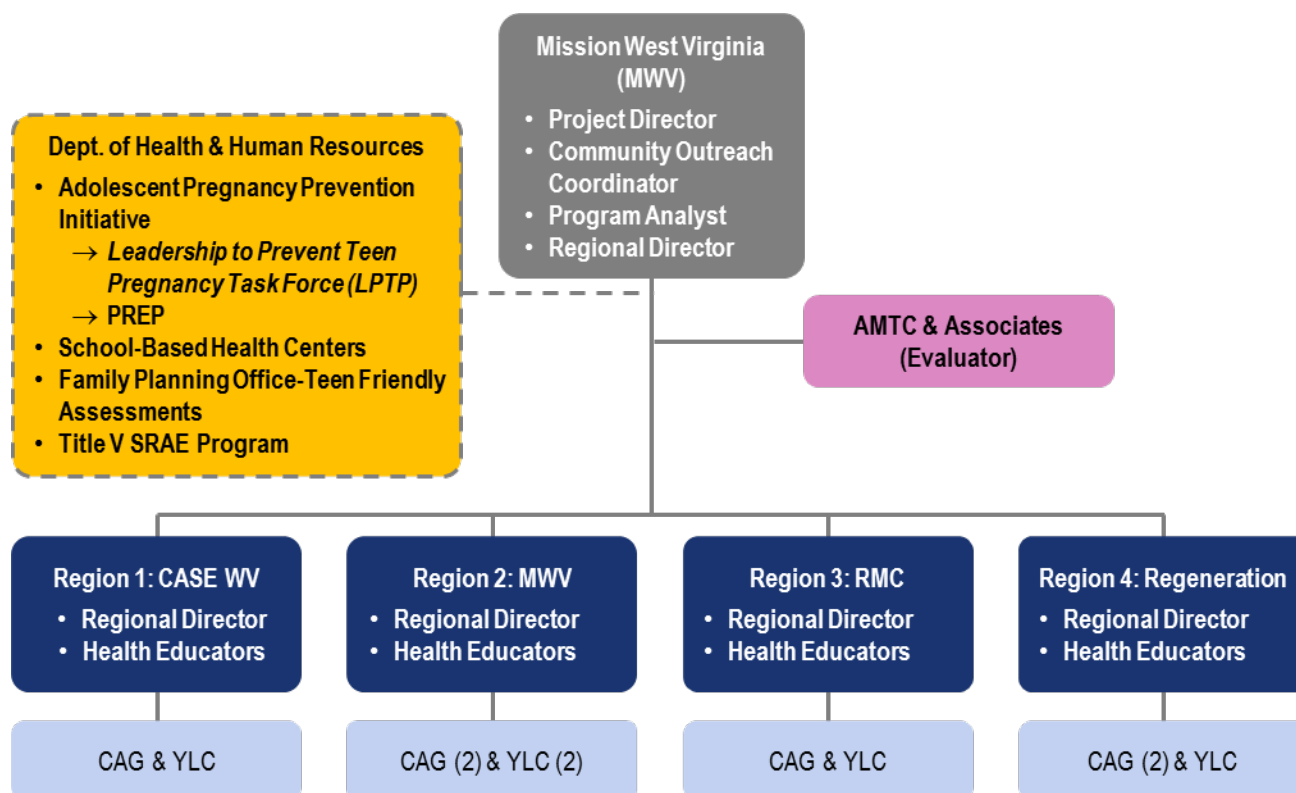 Mission West Virginia
(MWV)
• Project Director
• Community Outreach
Coordinator
• Program Analyst
• Regional Director
Dept. of Health & Human Resources
• Adolescent Pregnancy Prevention
Initiative
→ Leadership to Prevent Teen
Pregnancy Task Force (LPTP)
→ PREP
• School-Based Health Centers
• Family Planning Office-Teen Friendly
Assessments
• Title V SRAE Program
AMTC & Associates
(Evaluator)
Region 1: CASE WV
• Regional Director
• Health Educators
Region 2: MWV
• Regional Director
• Health Educators
Region 3: RMC
• Regional Director
• Health Educators
Region 4: Regeneration
• Regional Director
• Health Educators
CAG & YLC
CAG (2) & YLC (2)
CAG & YLC
CAG (2) & YLC